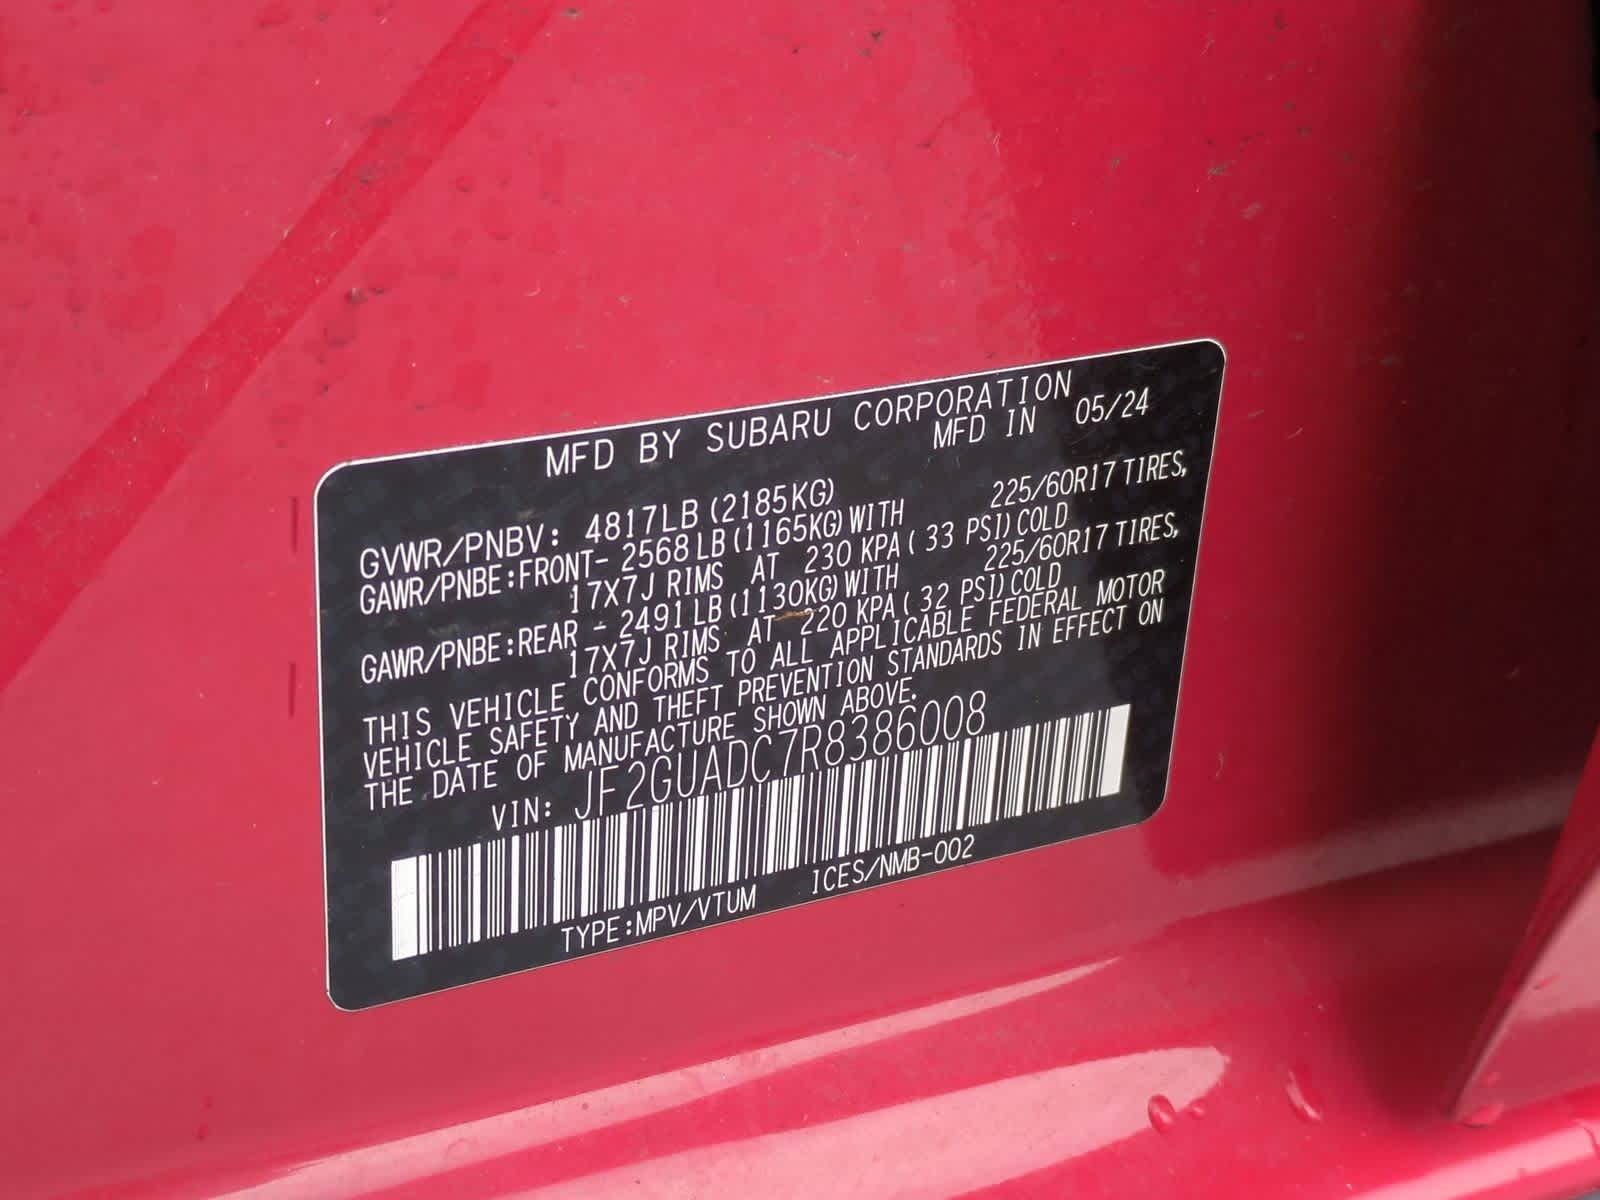 MFD BY SUBARU CORPORATION
MFD IN 05/24
GVWR/PNBV: 4817LB (2185KG)
GAWR/PNBE:FRONT- 2568 LB (1165KG) WITH 225/60R17 TIRES,
17X7J RIMS AT 230 KPA ( 33 PSI) COLD
GAWR/PNBE:REAR - 2491 LB (1130KG) WITH 225/60R17 TIRES,
17X7J RIMS AT 220 KPA ( 32 PSI) COLD
THIS VEHICLE CONFORMS TO ALL APPLICABLE FEDERAL MOTOR
VEHICLE SAFETY AND THEFT PREVENTION STANDARDS IN EFFECT ON
THE DATE OF MANUFACTURE SHOWN ABOVE.
VIN: JF2GUADC7R8386008
TYPE:MPV/VTUM ICES/NMB-002